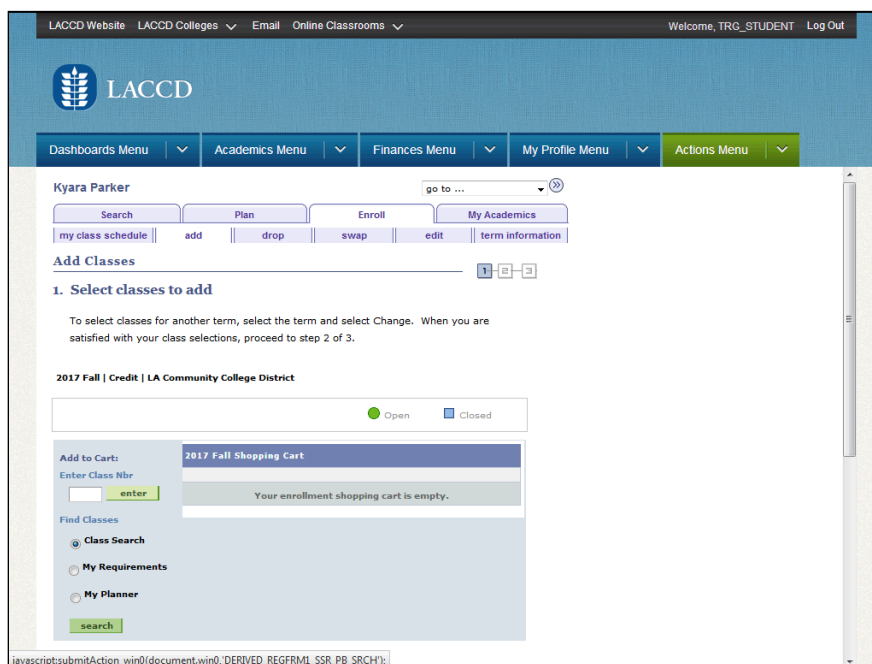 LACCD Website LACCD Colleges Email Online Classrooms Welcome, TRG_STUDENT Log Out
LACCD
Dashboards Menu Academics Menu Finances Menu My Profile Menu Actions Menu
Kyara Parker go to ...
Search Plan Enroll My Academics
my class schedule add drop swap edit term information
Add Classes 1 2 3
1. Select classes to add
To select classes for another term, select the term and select Change. When you are
satisfied with your class selections, proceed to step 2 of 3.
2017 Fall | Credit | LA Community College District
Open Closed
Add to Cart: 2017 Fall Shopping Cart
Enter Class Nbr
enter Your enrollment shopping cart is empty.
Find Classes
Class Search
My Requirements
My Planner
search
javascript:submitAction_win0(document.win0,'DERIVED_REGFRM1_SSR_PB_SRCH');